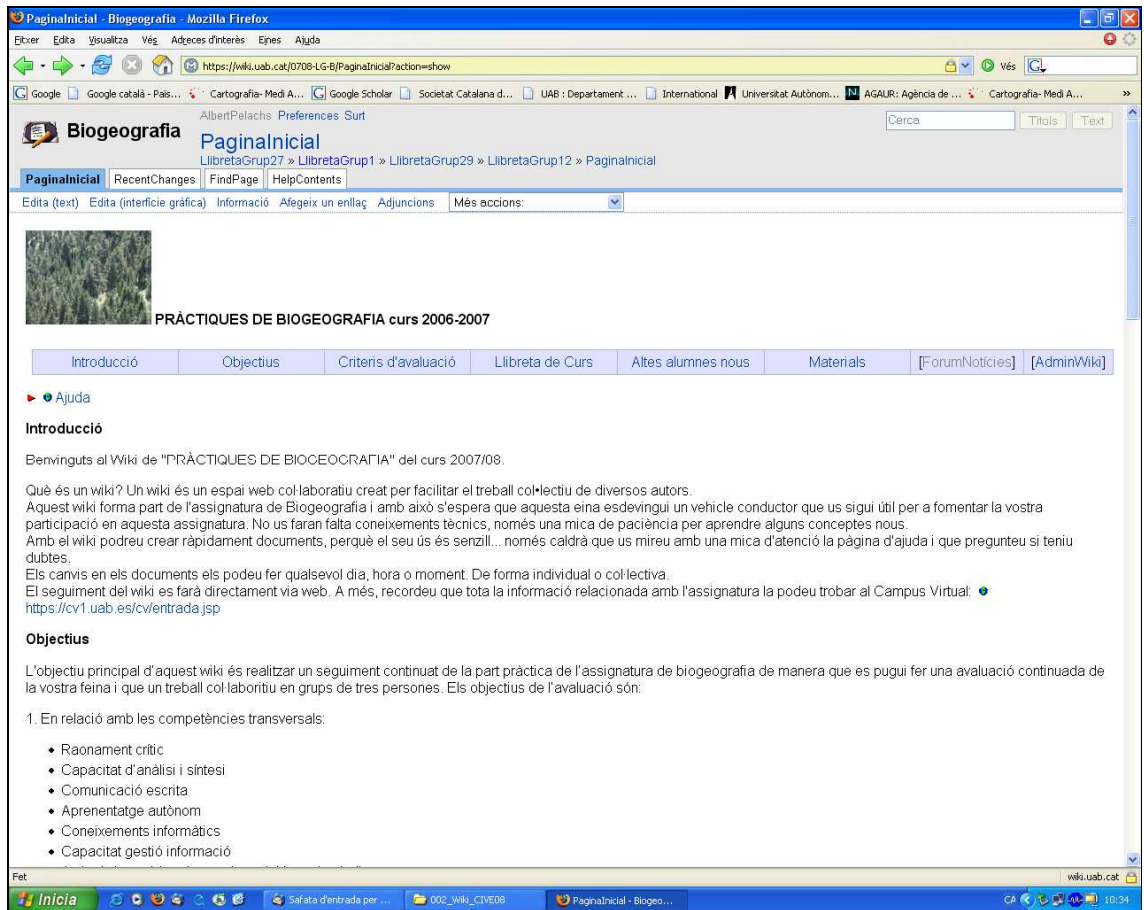 PaginaInicial - Biogeografia - Mozilla Firefox
Fitxer Edita Visualitza Vés Adreces d'interès Eines Ajuda
https://wiki.uab.cat/0708-LG-B/PaginaInicial?action=show Vés
Google Google català - Païs... Cartografia- Medi A... Google Scholar Societat Catalana d... UAB : Departament ... International Universitat Autònom... AGAUR: Agència de ... Cartografia- Medi A... »
Biogeografia
AlbertPelachs Preferences Surt
Cerca Títols Text
PaginaInicial
LlibretaGrup27 » LlibretaGrup1 » LlibretaGrup29 » LlibretaGrup12 » PaginaInicial
PaginaInicial RecentChanges FindPage HelpContents
Edita (text) Edita (interfície gràfica) Informació Afegeix un enllaç Adjuncions Més accions:
PRÀCTIQUES DE BIOGEOGRAFIA curs 2006-2007
Introducció Objectius Criteris d'avaluació Llibreta de Curs Altes alumnes nous Materials [ForumNoticies] [AdminWiki]
Ajuda
Introducció
Benvinguts al Wiki de "PRÀCTIQUES DE BIOGEOGRAFIA" del curs 2007/08.
Què és un wiki? Un wiki és un espai web col·laboratiu creat per facilitar el treball col•lectiu de diversos autors.
Aquest wiki forma part de l'assignatura de Biogeografia i amb això s'espera que aquesta eina esdevingui un vehicle conductor que us sigui útil per a fomentar la vostra
participació en aquesta assignatura. No us faran falta coneixements tècnics, només una mica de paciència per aprendre alguns conceptes nous.
Amb el wiki podreu crear ràpidament documents, perquè el seu ús és senzill... només caldrà que us mireu amb una mica d'atenció la pàgina d'ajuda i que pregunteu si teniu
dubtes.
Els canvis en els documents els podeu fer qualsevol dia, hora o moment. De forma individual o col·lectiva.
El seguiment del wiki es farà directament via web. A més, recordeu que tota la informació relacionada amb l'assignatura la podeu trobar al Campus Virtual:
https://cv1.uab.es/cv/entrada.jsp
Objectius
L'objectiu principal d'aquest wiki és realitzar un seguiment continuat de la part pràctica de l'assignatura de biogeografia de manera que es pugui fer una avaluació continuada de
la vostra feina i que un treball col·laboritiu en grups de tres persones. Els objectius de l'avaluació són:
1. En relació amb les competències transversals:
Raonament crític
Capacitat d'anàlisi i síntesi
Comunicació escrita
Aprenentatge autònom
Coneixements informàtics
Capacitat gestió informació
Fet wiki.uab.cat
Inicia Safata d'entrada per ... 002_Wiki_CIVE08 PaginaInicial - Biogeo... CA 10:34